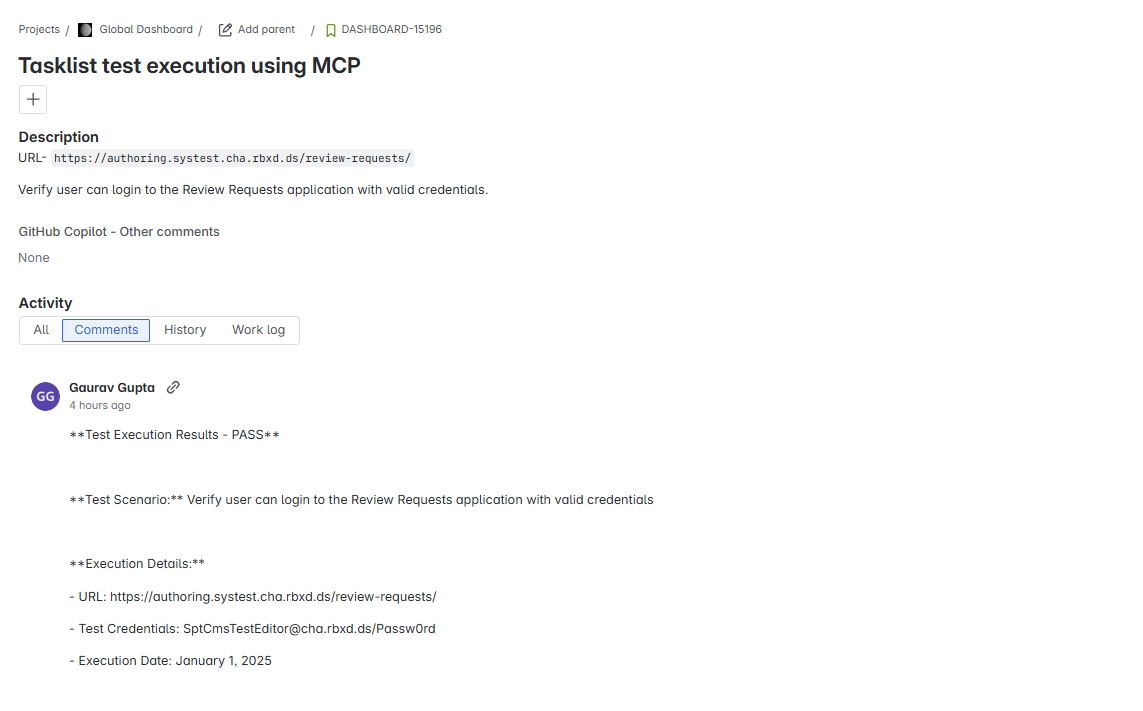 Projects / Global Dashboard / Add parent / DASHBOARD-15196
Tasklist test execution using MCP
Description
URL- https://authoring.systest.cha.rbxd.ds/review-requests/
Verify user can login to the Review Requests application with valid credentials.
GitHub Copilot - Other comments
None
Activity
All Comments History Work log
GG Gaurav Gupta
4 hours ago
**Test Execution Results - PASS**
**Test Scenario:** Verify user can login to the Review Requests application with valid credentials
**Execution Details:**
- URL: https://authoring.systest.cha.rbxd.ds/review-requests/
- Test Credentials: SptCmsTestEditor@cha.rbxd.ds/Passw0rd
- Execution Date: January 1, 2025